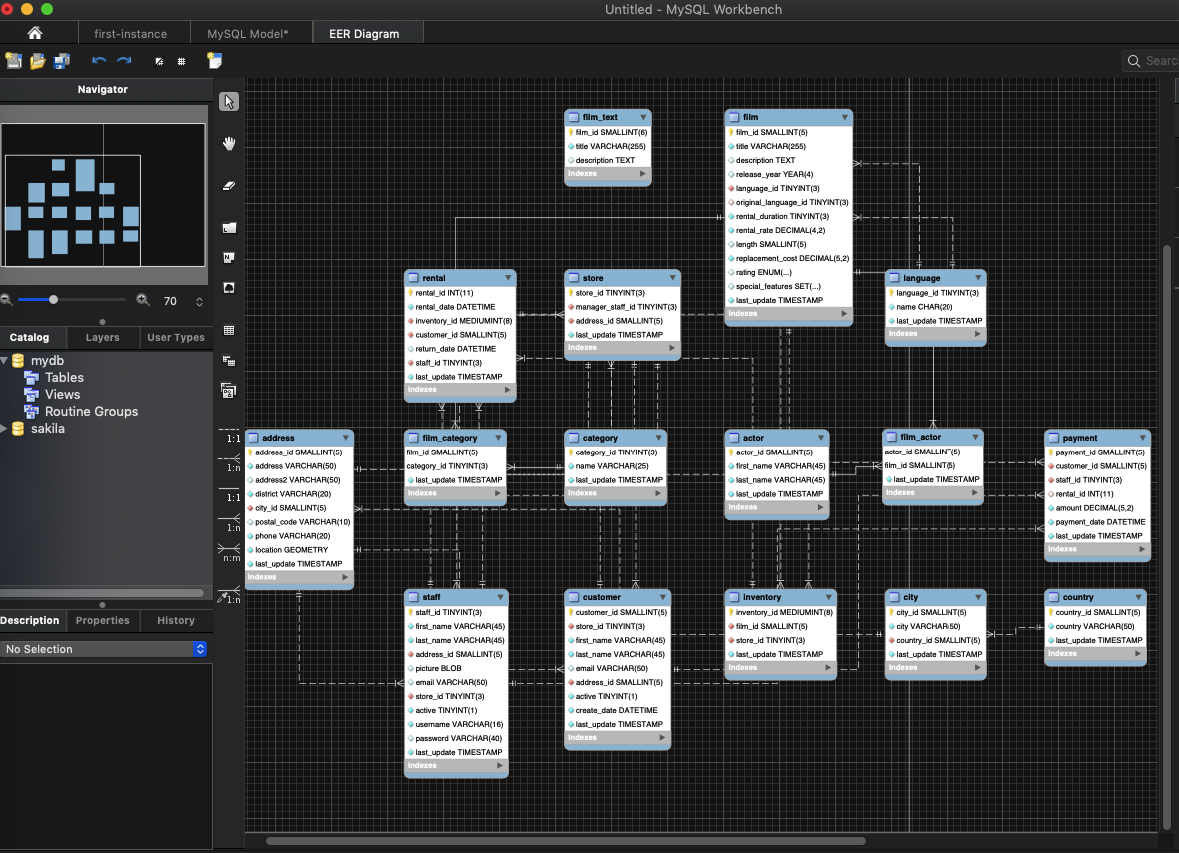 Untitled - MySQL Workbench
first-instance
MySQL Model*
EER Diagram
Searc
Navigator
70
Catalog
Layers
User Types
mydb
Tables
Views
Routine Groups
sakila
Description
Properties
History
No Selection
1:1
1:n
1:1
1:n
n:m
1:n
film_text
film_id SMALLINT(6)
title VARCHAR(255)
description TEXT
Indexes
film
film_id SMALLINT(5)
title VARCHAR(255)
description TEXT
release_year YEAR(4)
language_id TINYINT(3)
original_language_id TINYINT(3)
rental_duration TINYINT(3)
rental_rate DECIMAL(4,2)
length SMALLINT(5)
replacement_cost DECIMAL(5,2)
rating ENUM(...)
special_features SET(...)
last_update TIMESTAMP
Indexes
rental
rental_id INT(11)
rental_date DATETIME
inventory_id MEDIUMINT(8)
customer_id SMALLINT(5)
return_date DATETIME
staff_id TINYINT(3)
last_update TIMESTAMP
Indexes
store
store_id TINYINT(3)
manager_staff_id TINYINT(3)
address_id SMALLINT(5)
last_update TIMESTAMP
Indexes
language
language_id TINYINT(3)
name CHAR(20)
last_update TIMESTAMP
Indexes
address
address_id SMALLINT(5)
address VARCHAR(50)
address2 VARCHAR(50)
district VARCHAR(20)
city_id SMALLINT(5)
postal_code VARCHAR(10)
phone VARCHAR(20)
location GEOMETRY
last_update TIMESTAMP
Indexes
film_category
film_id SMALLINT(5)
category_id TINYINT(3)
last_update TIMESTAMP
Indexes
category
category_id TINYINT(3)
name VARCHAR(25)
last_update TIMESTAMP
Indexes
actor
actor_id SMALLINT(5)
first_name VARCHAR(45)
last_name VARCHAR(45)
last_update TIMESTAMP
Indexes
film_actor
actor_id SMALLINT(5)
film_id SMALLINT(5)
last_update TIMESTAMP
Indexes
payment
payment_id SMALLINT(5)
customer_id SMALLINT(5)
staff_id TINYINT(3)
rental_id INT(11)
amount DECIMAL(5,2)
payment_date DATETIME
last_update TIMESTAMP
Indexes
staff
staff_id TINYINT(3)
first_name VARCHAR(45)
last_name VARCHAR(45)
address_id SMALLINT(5)
picture BLOB
email VARCHAR(50)
store_id TINYINT(3)
active TINYINT(1)
username VARCHAR(16)
password VARCHAR(40)
last_update TIMESTAMP
Indexes
customer
customer_id SMALLINT(5)
store_id TINYINT(3)
first_name VARCHAR(45)
last_name VARCHAR(45)
email VARCHAR(50)
address_id SMALLINT(5)
active TINYINT(1)
create_date DATETIME
last_update TIMESTAMP
Indexes
inventory
inventory_id MEDIUMINT(8)
film_id SMALLINT(5)
store_id TINYINT(3)
last_update TIMESTAMP
Indexes
city
city_id SMALLINT(5)
city VARCHAR(50)
country_id SMALLINT(5)
last_update TIMESTAMP
Indexes
country
country_id SMALLINT(5)
country VARCHAR(50)
last_update TIMESTAMP
Indexes